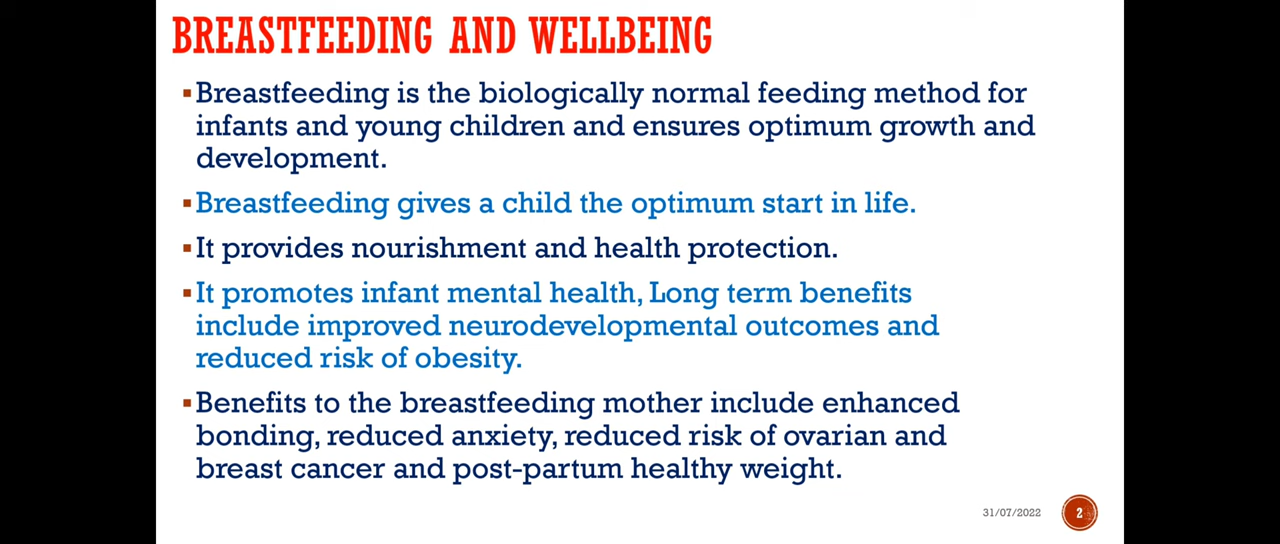 BREASTFEEDING AND WELLBEING
▪Breastfeeding is the biologically normal feeding method for
infants and young children and ensures optimum growth and
development.
▪Breastfeeding gives a child the optimum start in life.
▪It provides nourishment and health protection.
▪It promotes infant mental health, Long term benefits
include improved neurodevelopmental outcomes and
reduced risk of obesity.
▪Benefits to the breastfeeding mother include enhanced
bonding, reduced anxiety, reduced risk of ovarian and
breast cancer and post-partum healthy weight.
31/07/2022
2